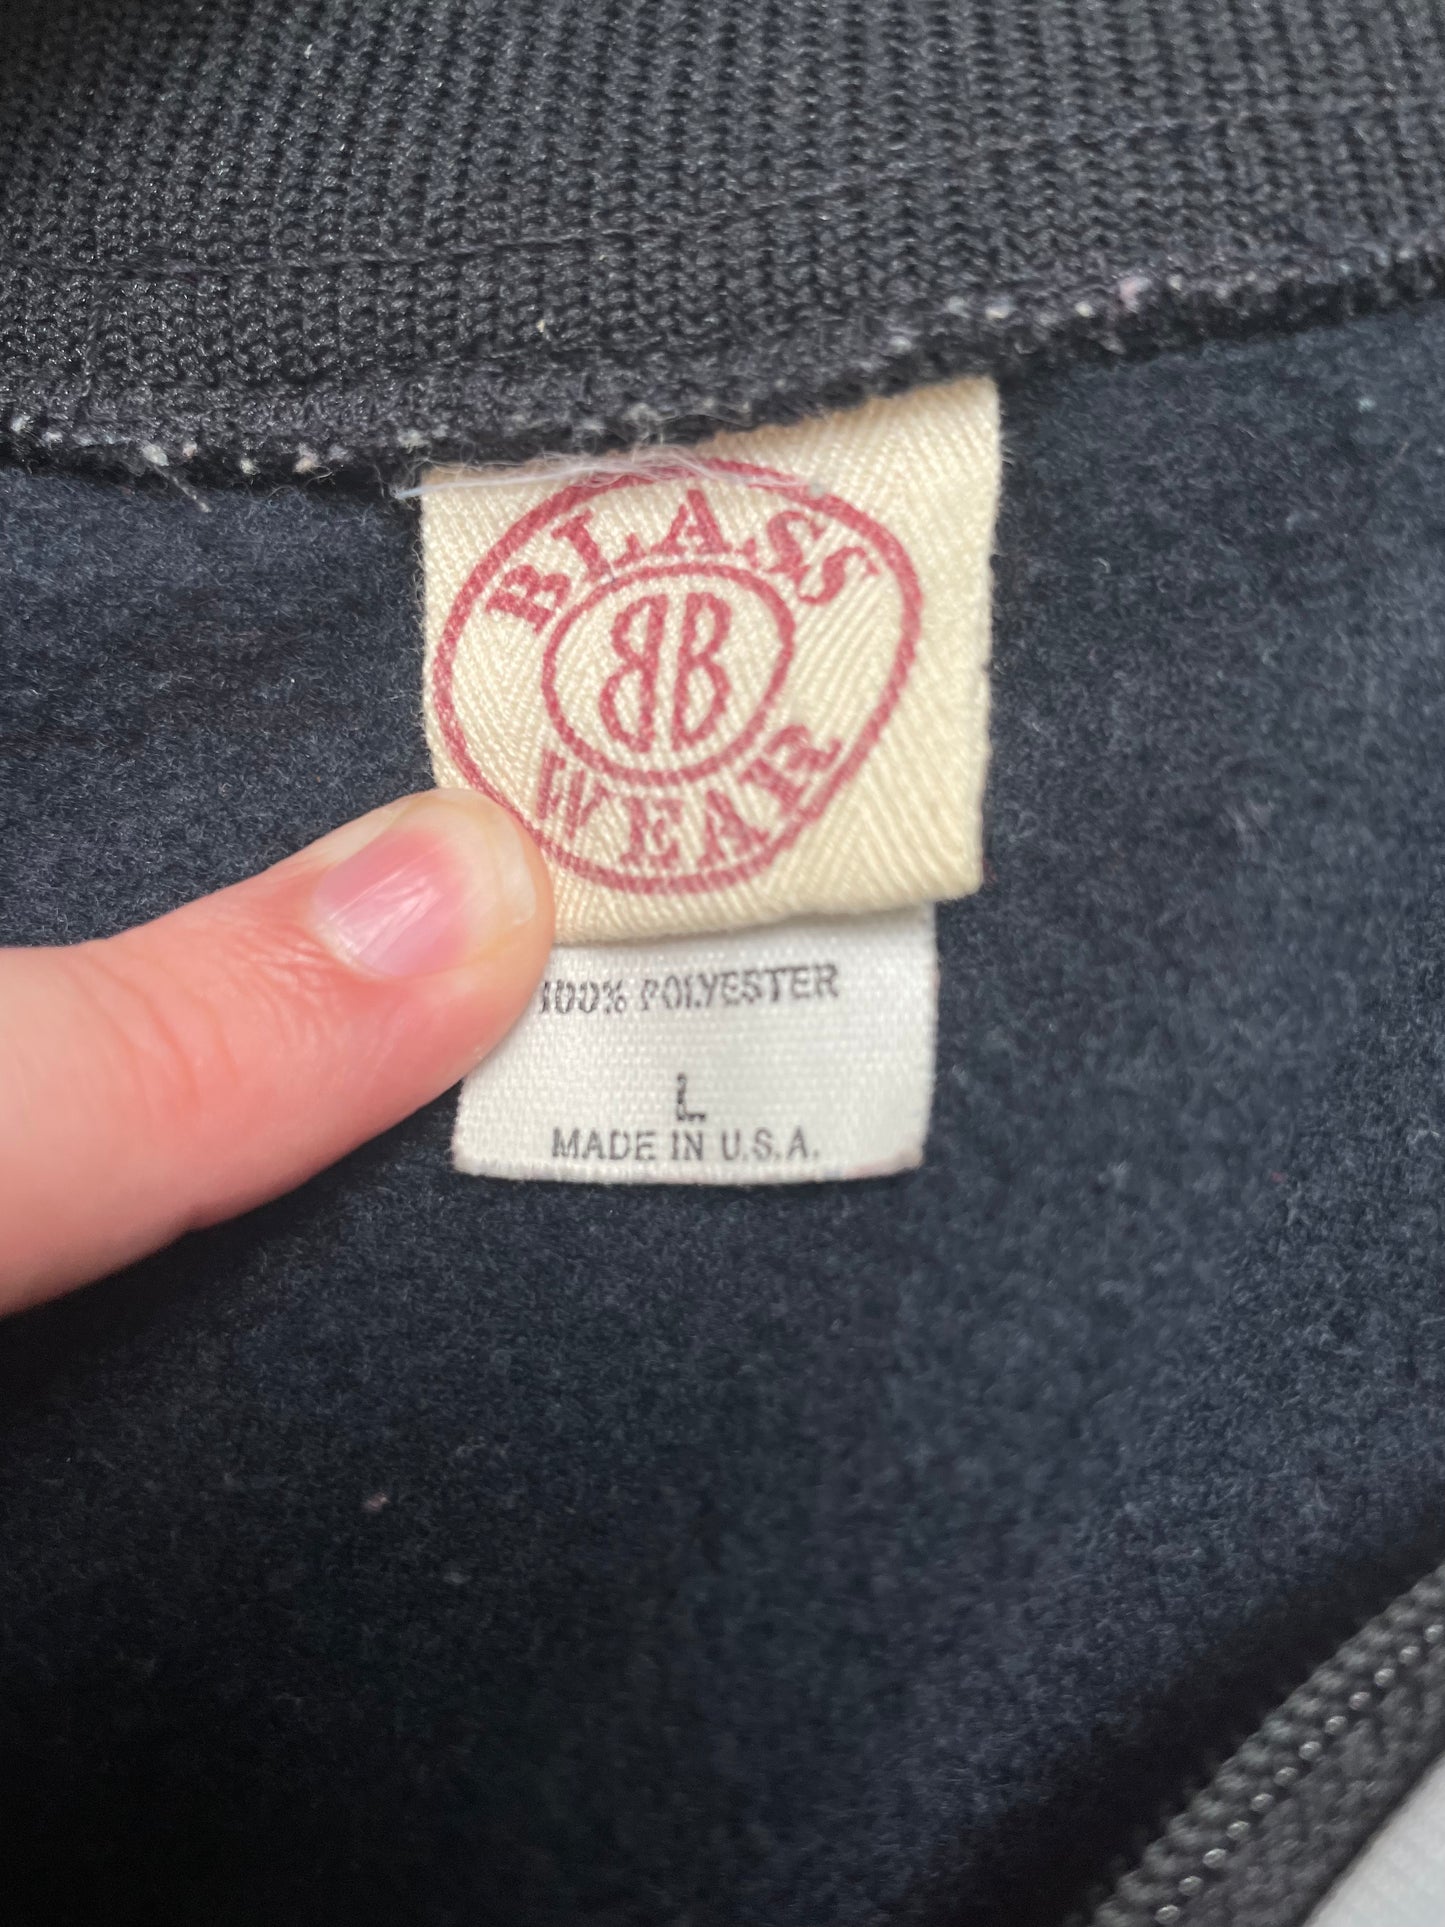 BLASS
BB
WEAR
100% POLYESTER
L
MADE IN U.S.A.